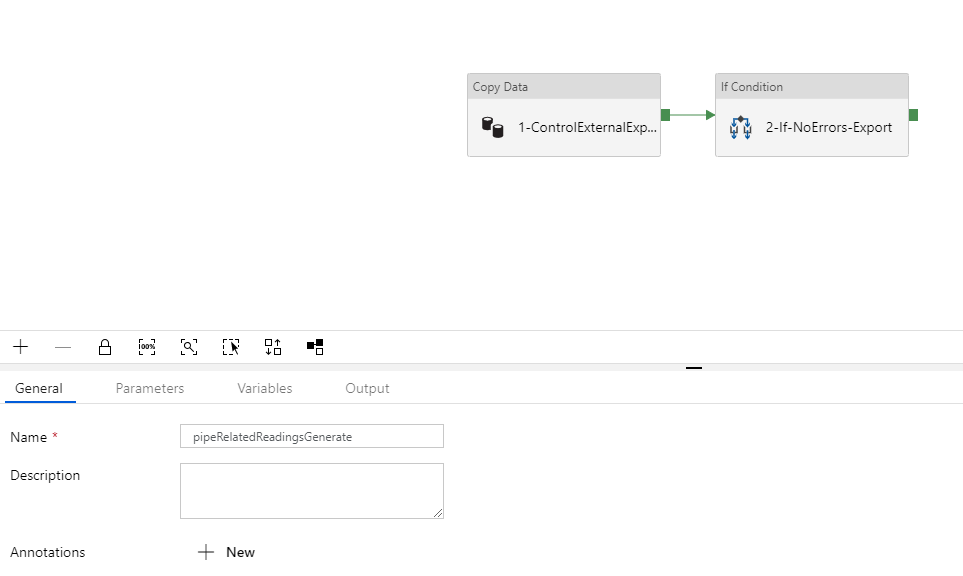 Copy Data
1-ControlExternalExp...
If Condition
2-If-NoErrors-Export
100%
General Parameters Variables Output
Name *
pipeRelatedReadingsGenerate
Description
Annotations
New